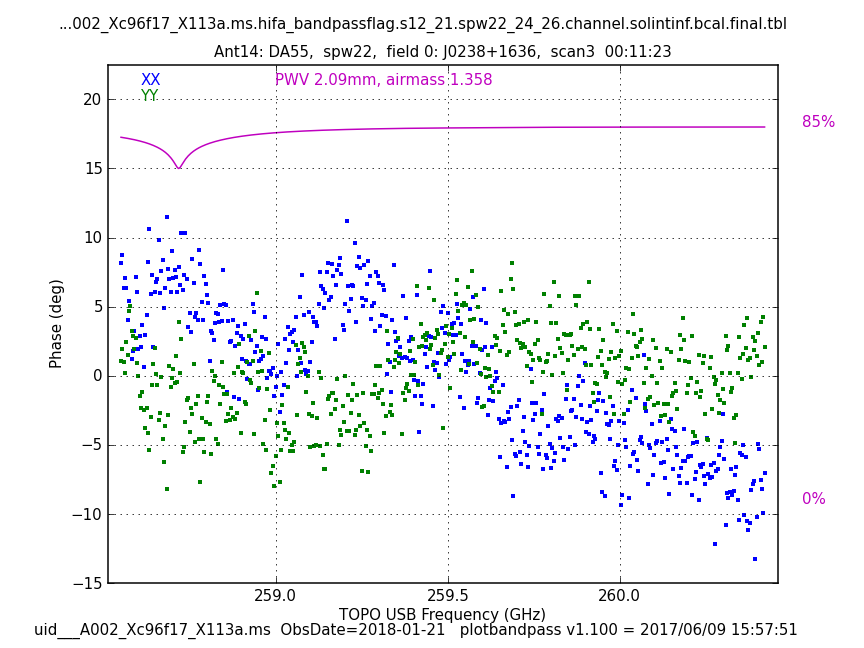 ...002_Xc96f17_X113a.ms.hifa_bandpassflag.s12_21.spw22_24_26.channel.solintinf.bcal.final.tbl
Ant14: DA55, spw22, field 0: J0238+1636, scan3 00:11:23
XX
PWV 2.09mm, airmass 1.358
YY
20
85%
15
10
5
0
−5
0%
−10
−15
Phase (deg)
259.0
259.5
260.0
TOPO USB Frequency (GHz)
uid___A002_Xc96f17_X113a.ms ObsDate=2018-01-21 plotbandpass v1.100 = 2017/06/09 15:57:51